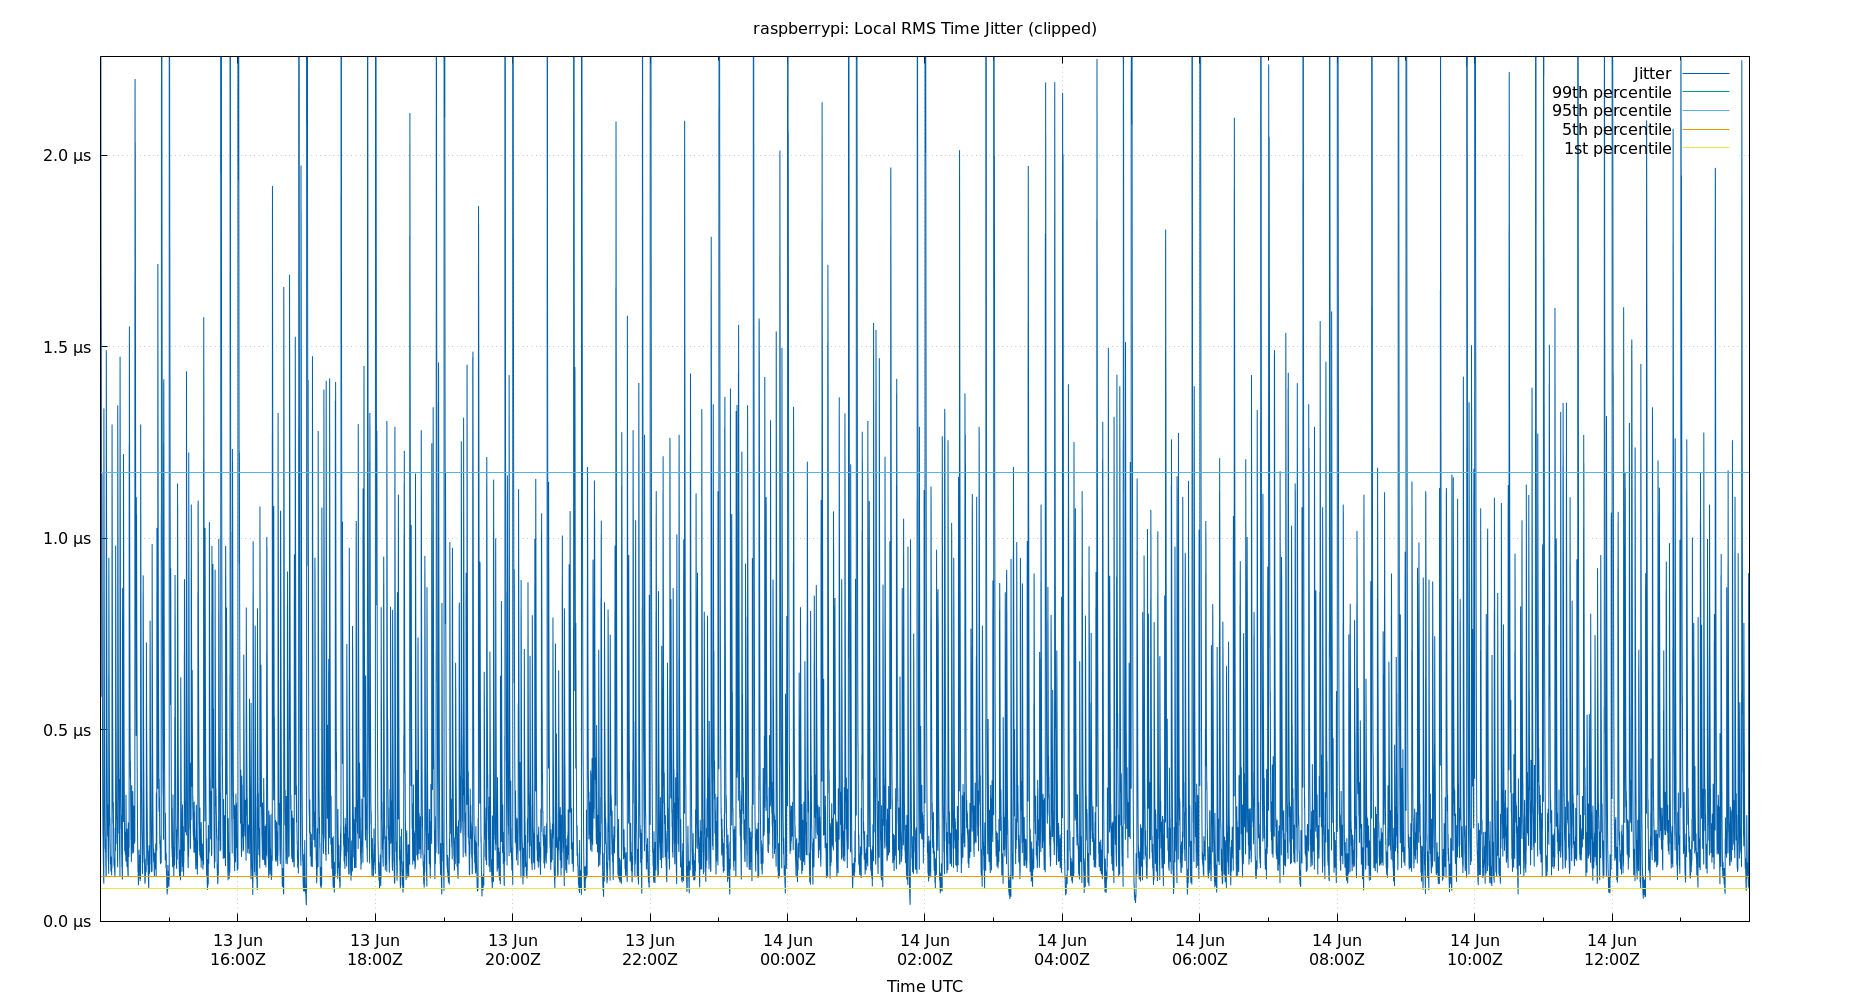 raspberrypi: Local RMS Time Jitter (clipped)
Jitter
99th percentile
95th percentile
5th percentile
1st percentile
2.0 µs
1.5 µs
1.0 µs
0.5 µs
0.0 µs
13 Jun 13 Jun 13 Jun 13 Jun 14 Jun 14 Jun 14 Jun 14 Jun 14 Jun 14 Jun 14 Jun
16:00Z 18:00Z 20:00Z 22:00Z 00:00Z 02:00Z 04:00Z 06:00Z 08:00Z 10:00Z 12:00Z
Time UTC